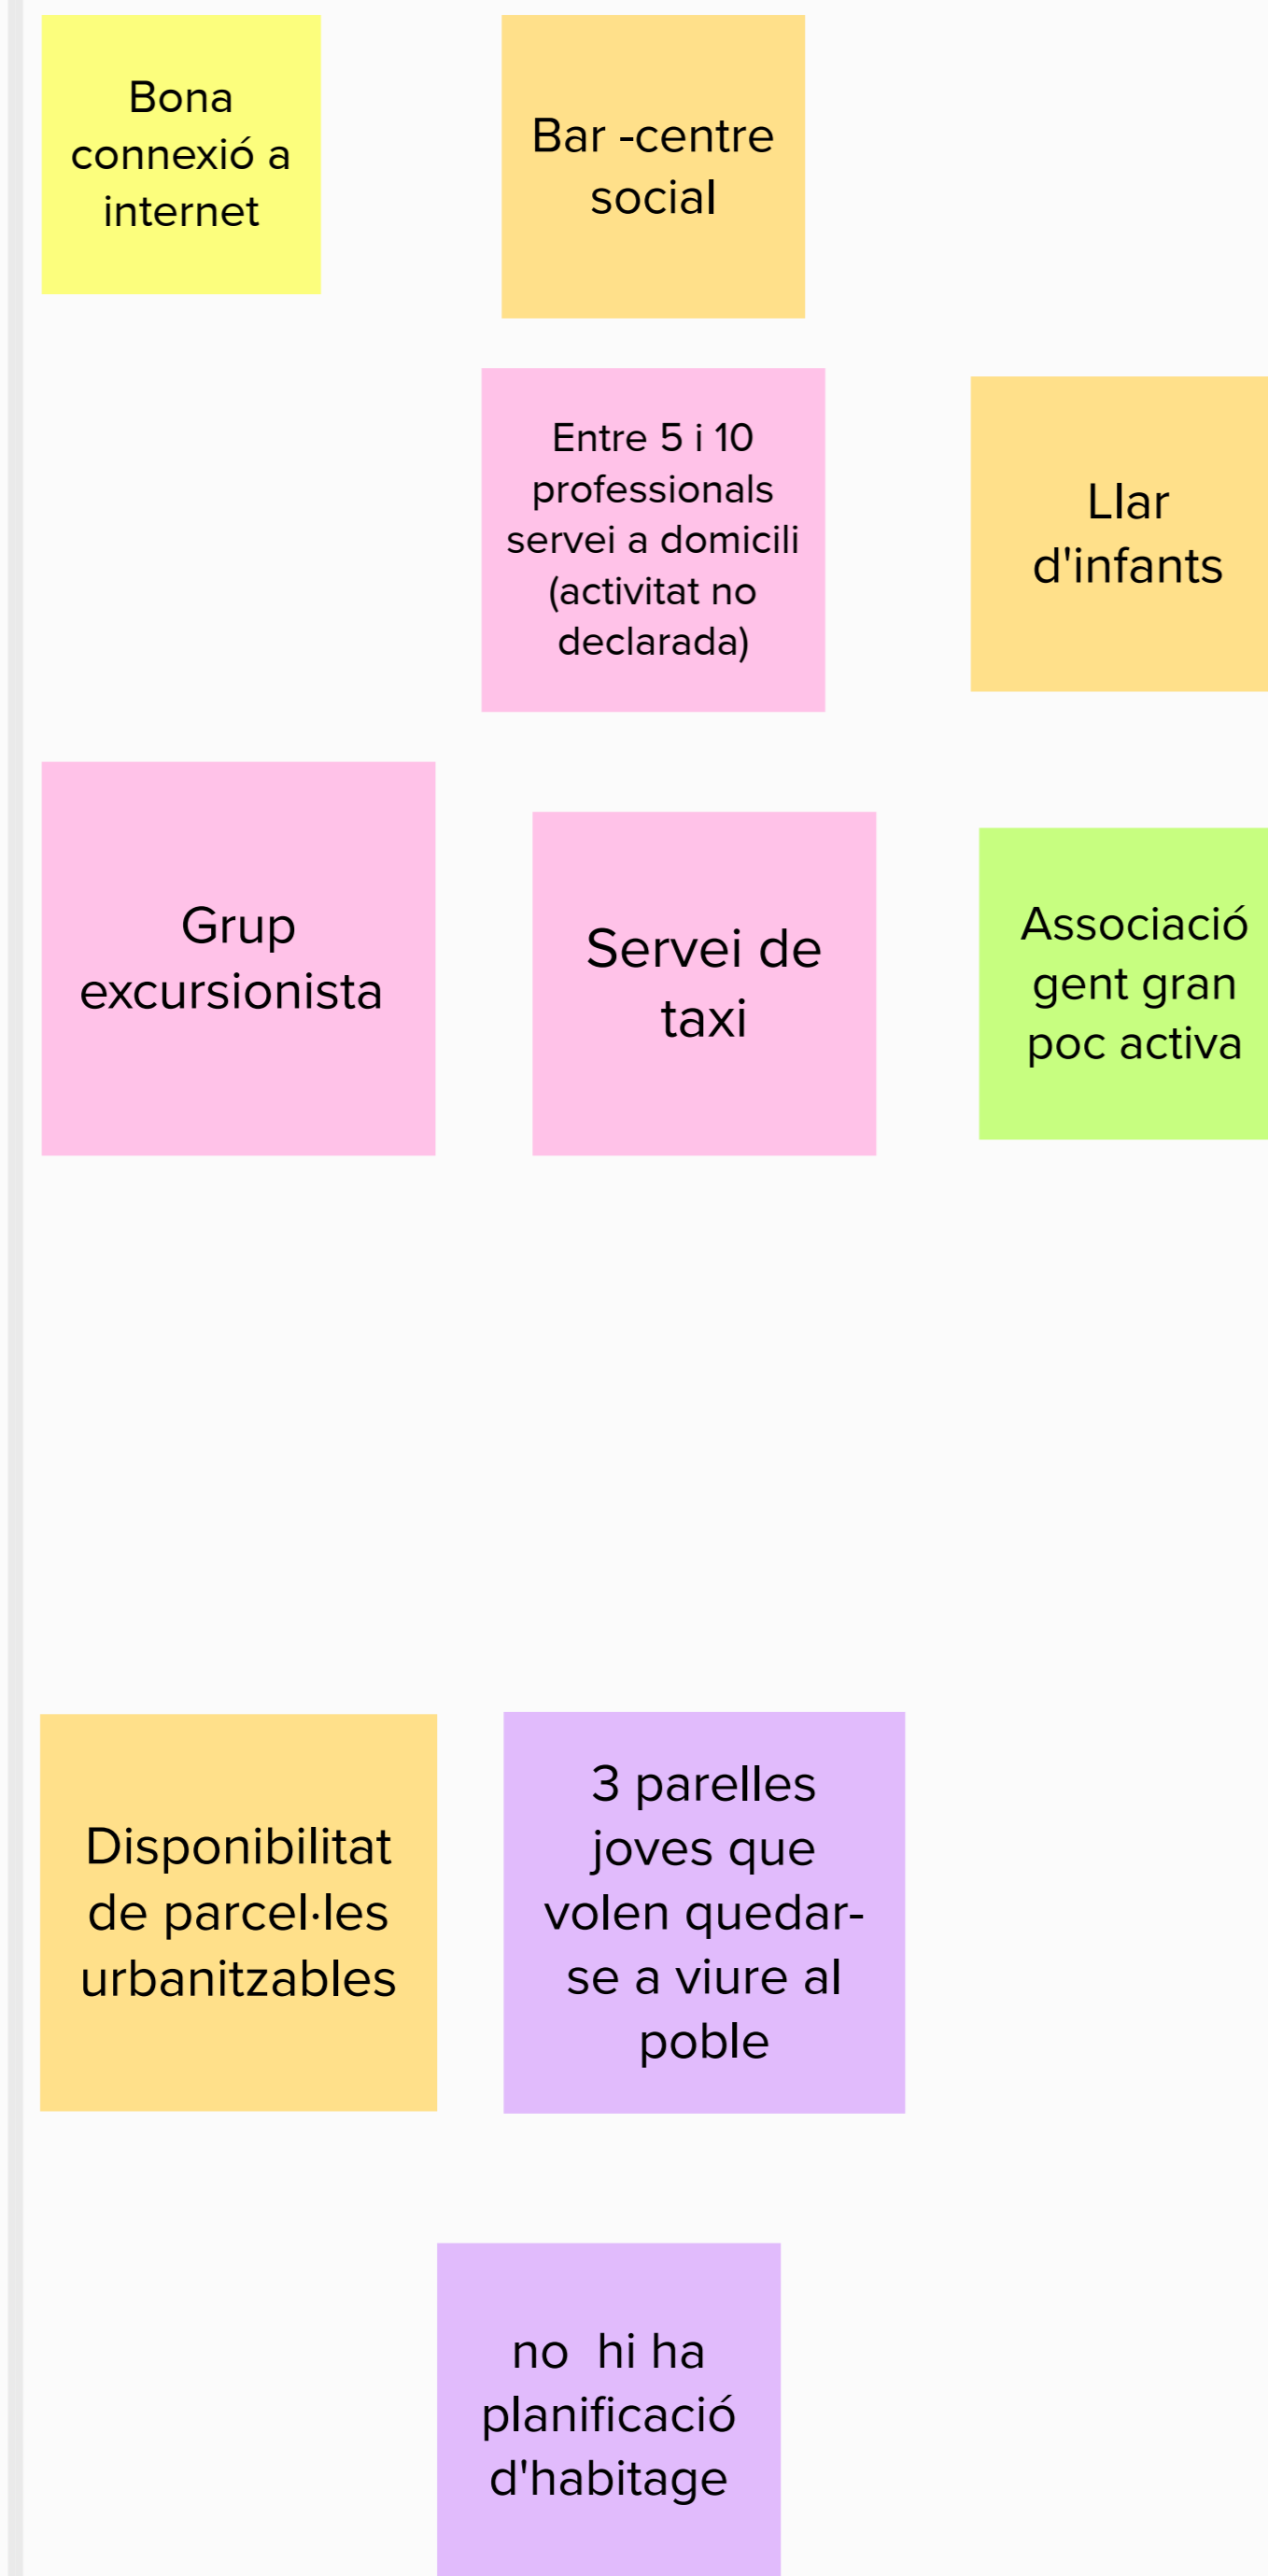 Bona
connexió a
internet
Bar -centre
social
Entre 5 i 10
professionals
servei a domicili
(activitat no
declarada)
Llar
d'infants
Grup
excursionista
Servei de
taxi
Associació
gent gran
poc activa
Disponibilitat
de parcel·les
urbanitzables
3 parelles
joves que
volen quedar-
se a viure al
poble
no  hi ha
planificació
d'habitage